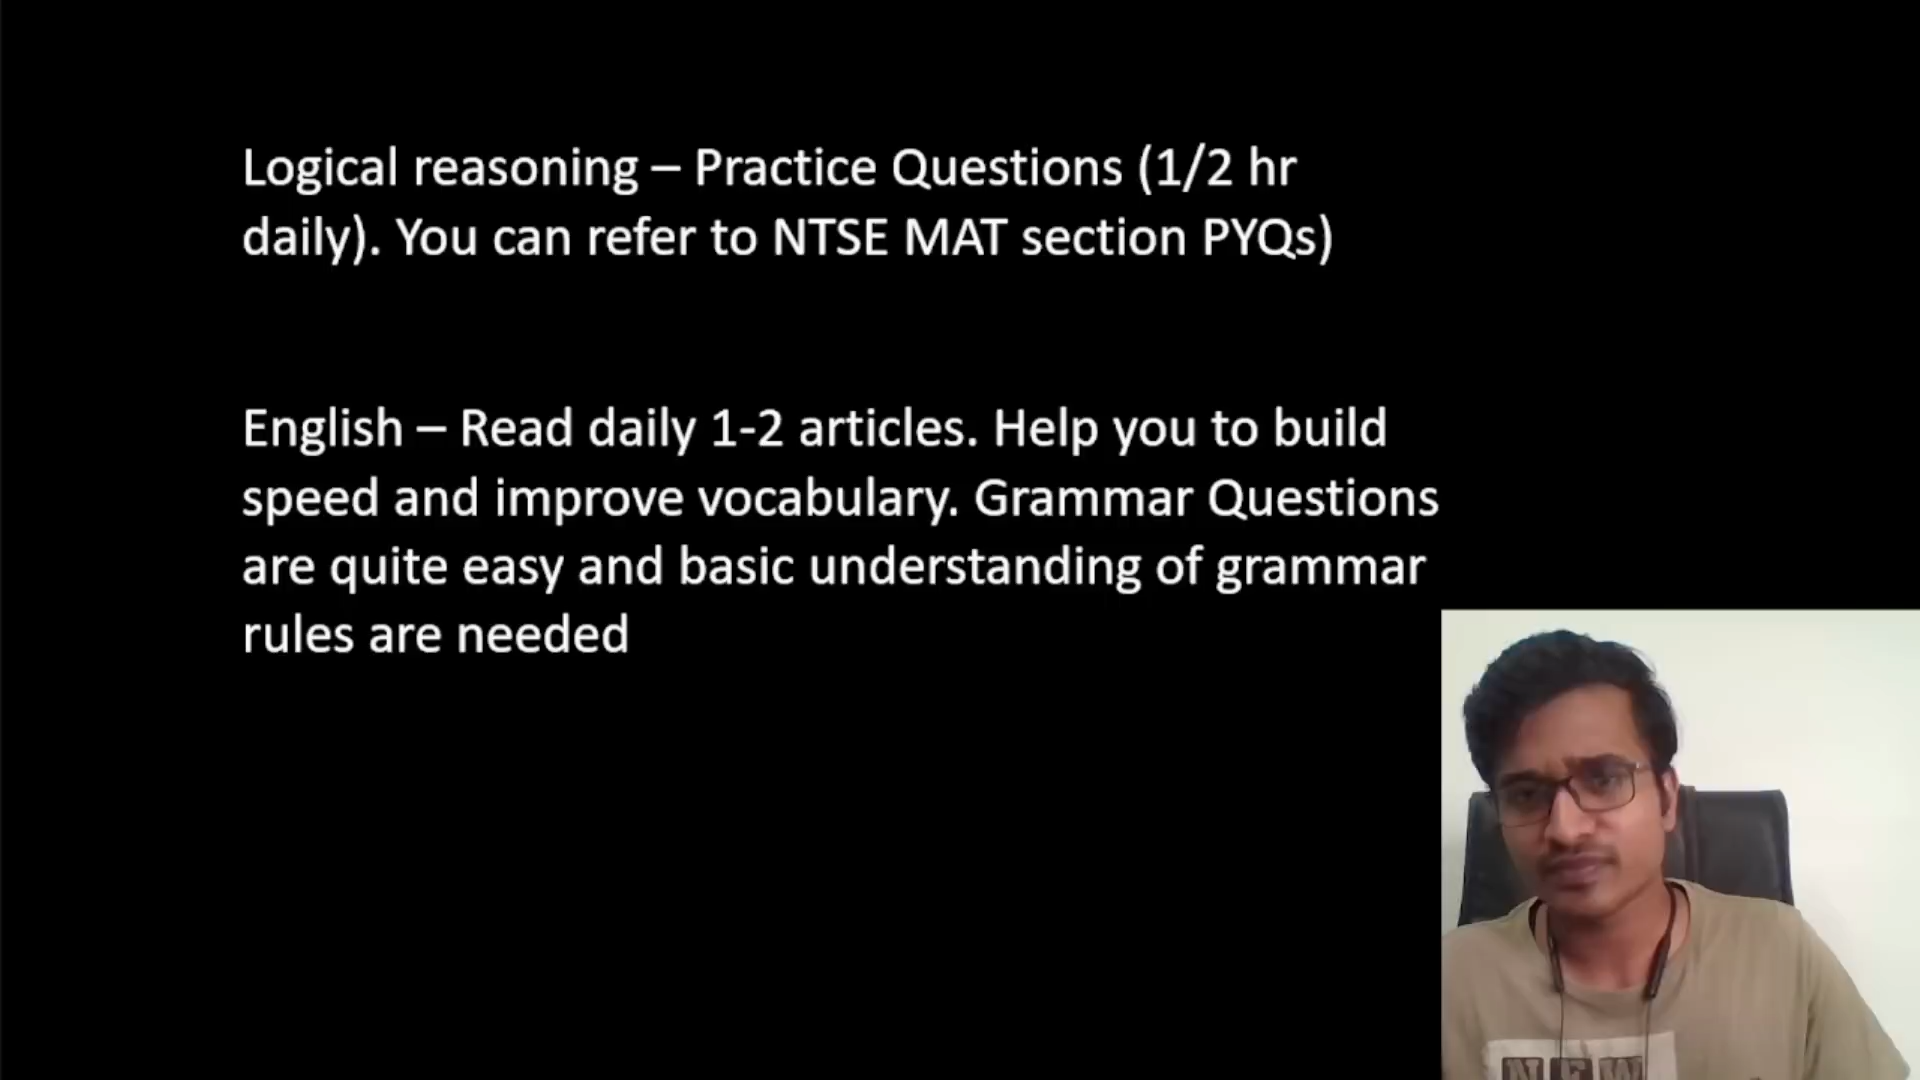 Logical reasoning – Practice Questions (1/2 hr
daily). You can refer to NTSE MAT section PYQs)
English – Read daily 1-2 articles. Help you to build
speed and improve vocabulary. Grammar Questions
are quite easy and basic understanding of grammar
rules are needed
NEW